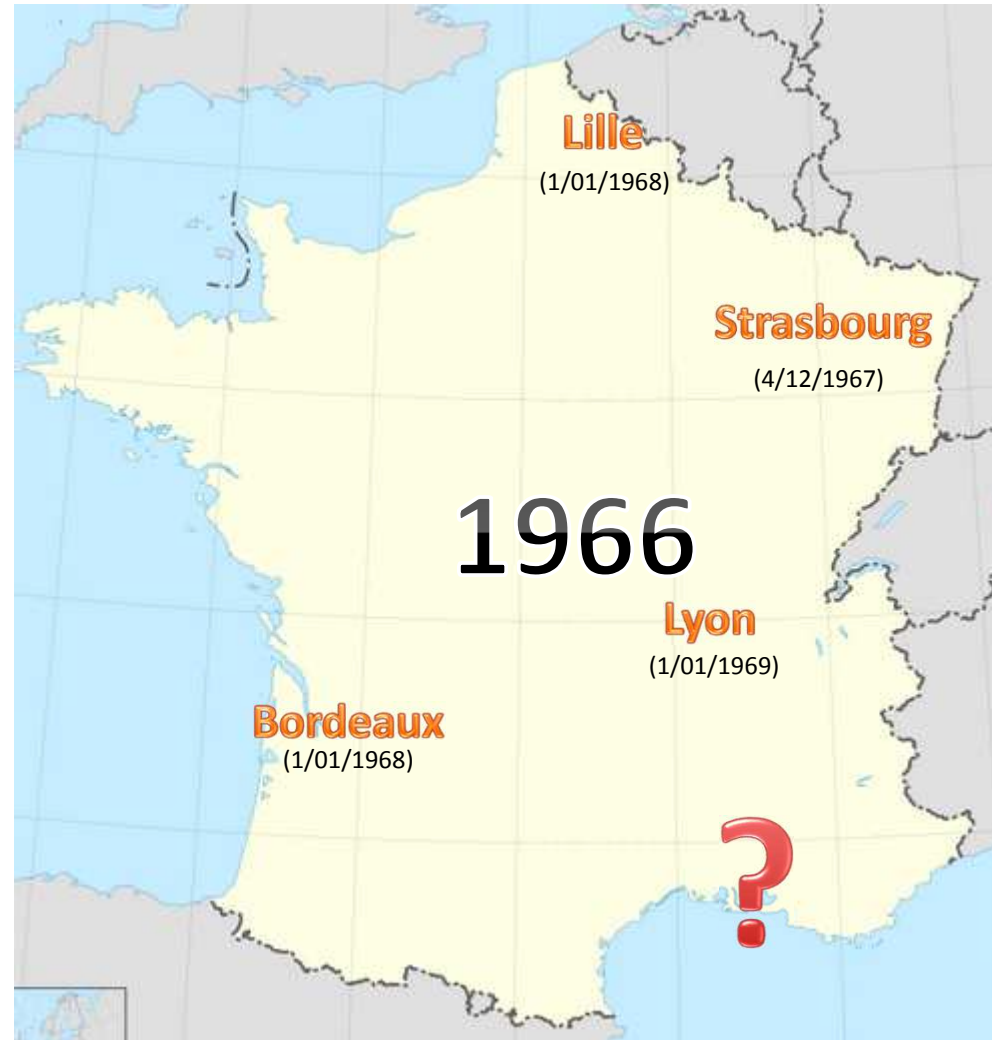 Lille
(1/01/1968)
Strasbourg
(4/12/1967)
1966
Lyon
(1/01/1969)
Bordeaux
(1/01/1968)
?